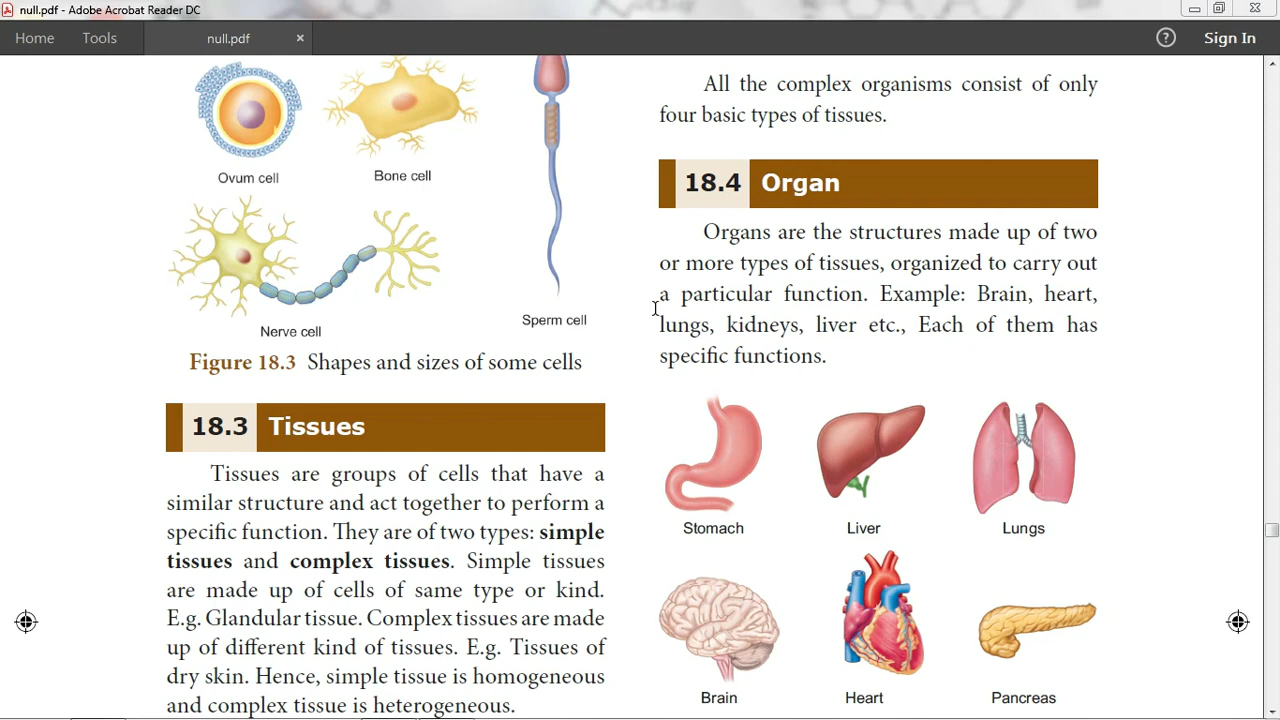 null.pdf - Adobe Acrobat Reader DC
Home
Tools
null.pdf
×
?
Sign In
Ovum cell
Bone cell
Nerve cell
Sperm cell
Figure 18.3 Shapes and sizes of some cells
18.3 Tissues
Tissues are groups of cells that have a
similar structure and act together to perform a
specific function. They are of two types: simple
tissues and complex tissues. Simple tissues
are made up of cells of same type or kind.
E.g. Glandular tissue. Complex tissues are made
up of different kind of tissues. E.g. Tissues of
dry skin. Hence, simple tissue is homogeneous
and complex tissue is heterogeneous.
All the complex organisms consist of only
four basic types of tissues.
18.4 Organ
Organs are the structures made up of two
or more types of tissues, organized to carry out
a particular function. Example: Brain, heart,
lungs, kidneys, liver etc., Each of them has
specific functions.
Stomach
Liver
Lungs
Brain
Heart
Pancreas